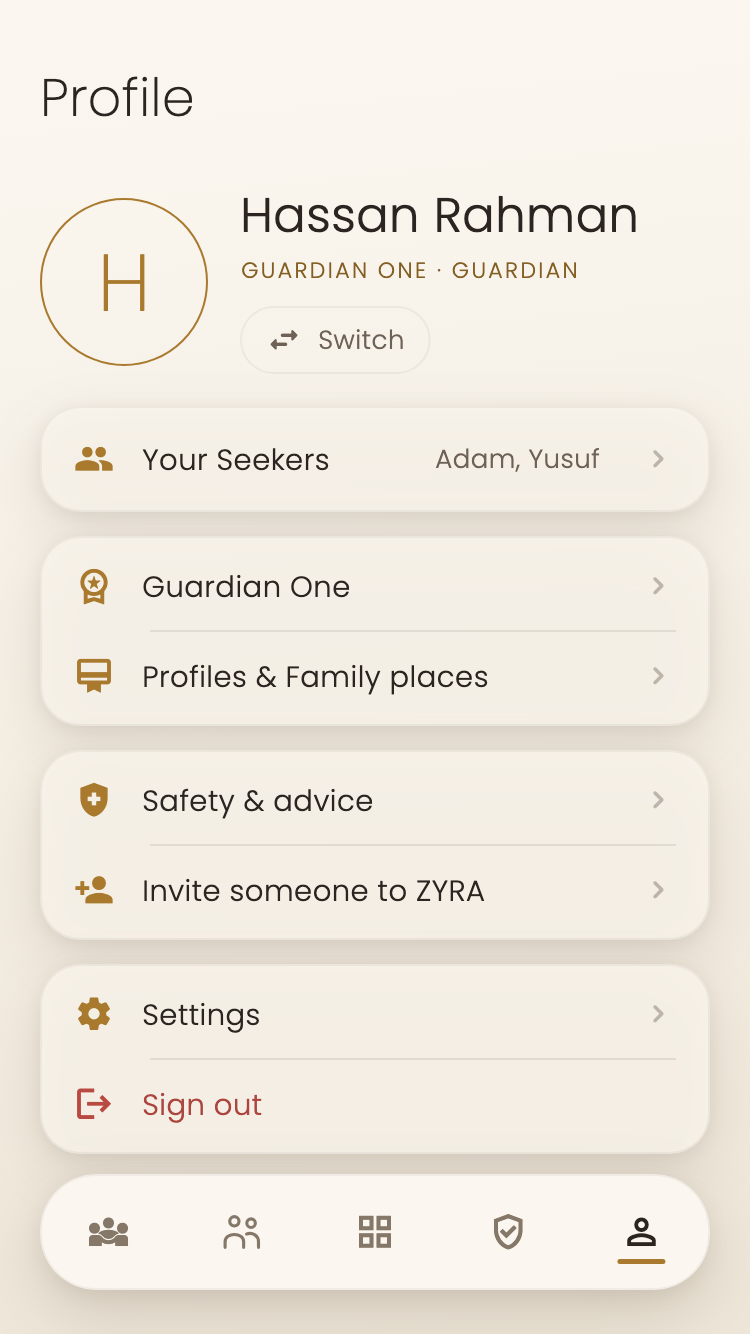 Profile
H
Hassan Rahman
GUARDIAN ONE · GUARDIAN
Switch
Your Seekers Adam, Yusuf
Guardian One
Profiles & Family places
Safety & advice
Invite someone to ZYRA
Settings
Sign out